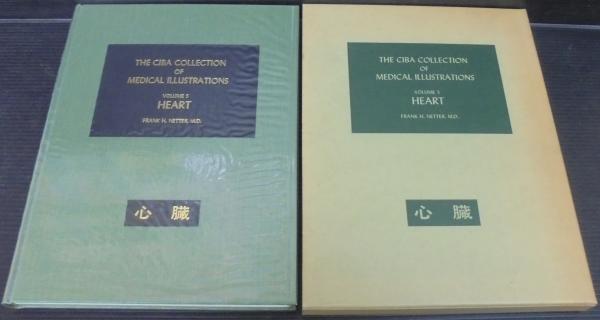 THE CIBA COLLECTION
OF
MEDICAL ILLUSTRATIONS
VOLUME 5
HEART
FRANK H. NETTER, M.D.
心臓
THE CIBA COLLECTION
OF
MEDICAL ILLUSTRATIONS
VOLUME 5
HEART
FRANK H. NETTER, M.D.
心臓